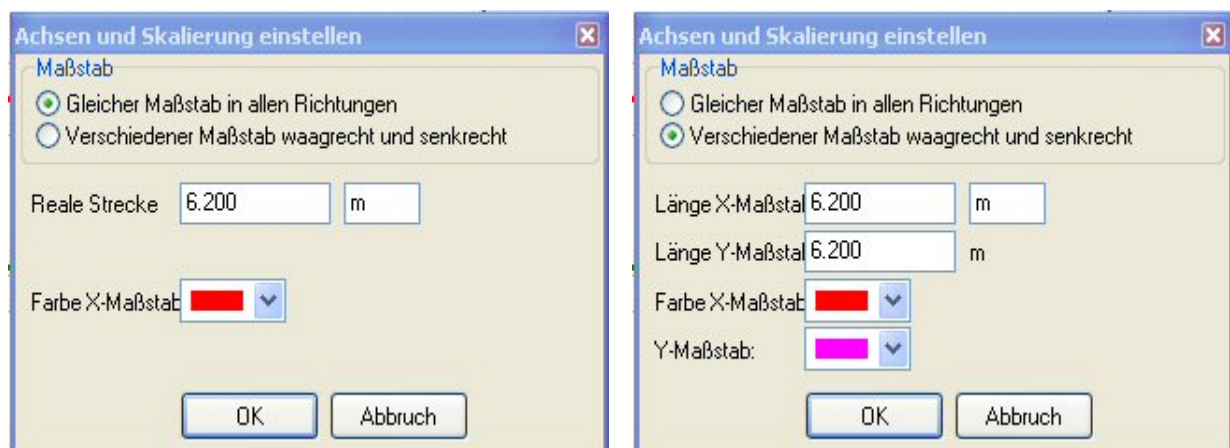 Achsen und Skalierung einstellen
Maßstab
Gleicher Maßstab in allen Richtungen
Verschiedener Maßstab waagrecht und senkrecht
Reale Strecke 6.200 m
Farbe X-Maßstab
OK Abbruch
Achsen und Skalierung einstellen
Maßstab
Gleicher Maßstab in allen Richtungen
Verschiedener Maßstab waagrecht und senkrecht
Länge X-Maßstal 6.200 m
Länge Y-Maßstal 6.200 m
Farbe X-Maßstab
Y-Maßstab:
OK Abbruch